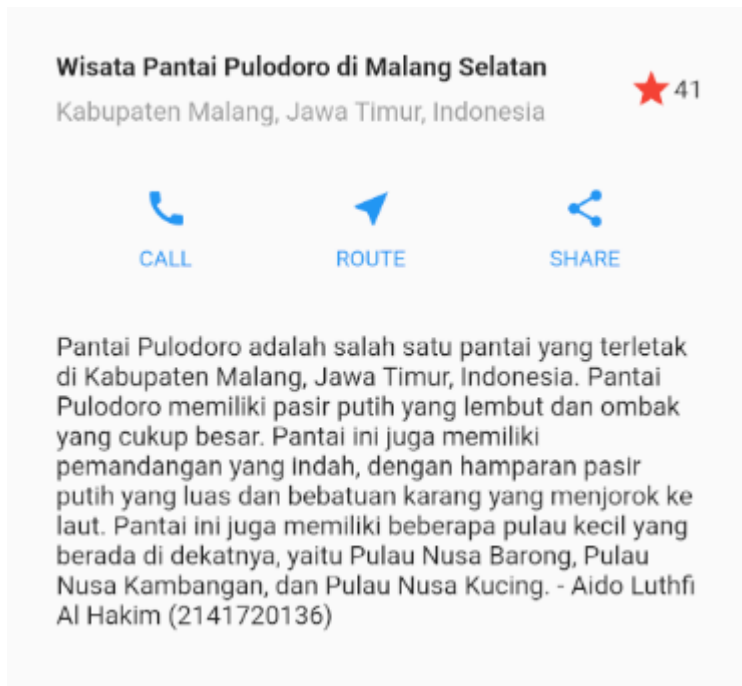 Wisata Pantai Pulodoro di Malang Selatan
41
Kabupaten Malang, Jawa Timur, Indonesia
CALL ROUTE SHARE
Pantai Pulodoro adalah salah satu pantai yang terletak
di Kabupaten Malang, Jawa Timur, Indonesia. Pantai
Pulodoro memiliki pasir putih yang lembut dan ombak
yang cukup besar. Pantai ini juga memiliki
pemandangan yang indah, dengan hamparan pasir
putih yang luas dan bebatuan karang yang menjorok ke
laut. Pantai ini juga memiliki beberapa pulau kecil yang
berada di dekatnya, yaitu Pulau Nusa Barong, Pulau
Nusa Kambangan, dan Pulau Nusa Kucing. - Aido Luthfi
Al Hakim (2141720136)